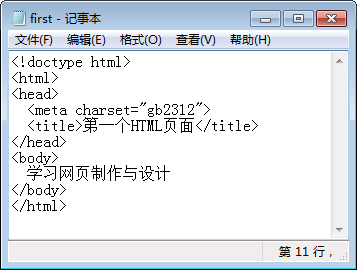 first - 记事本
文件(F) 编辑(E) 格式(O) 查看(V) 帮助(H)
<!doctype html>
<html>
<head>
  <meta charset="gb2312">
  <title>第一个HTML页面</title>
</head>
<body>
  学习网页制作与设计
</body>
</html>
第 11 行，